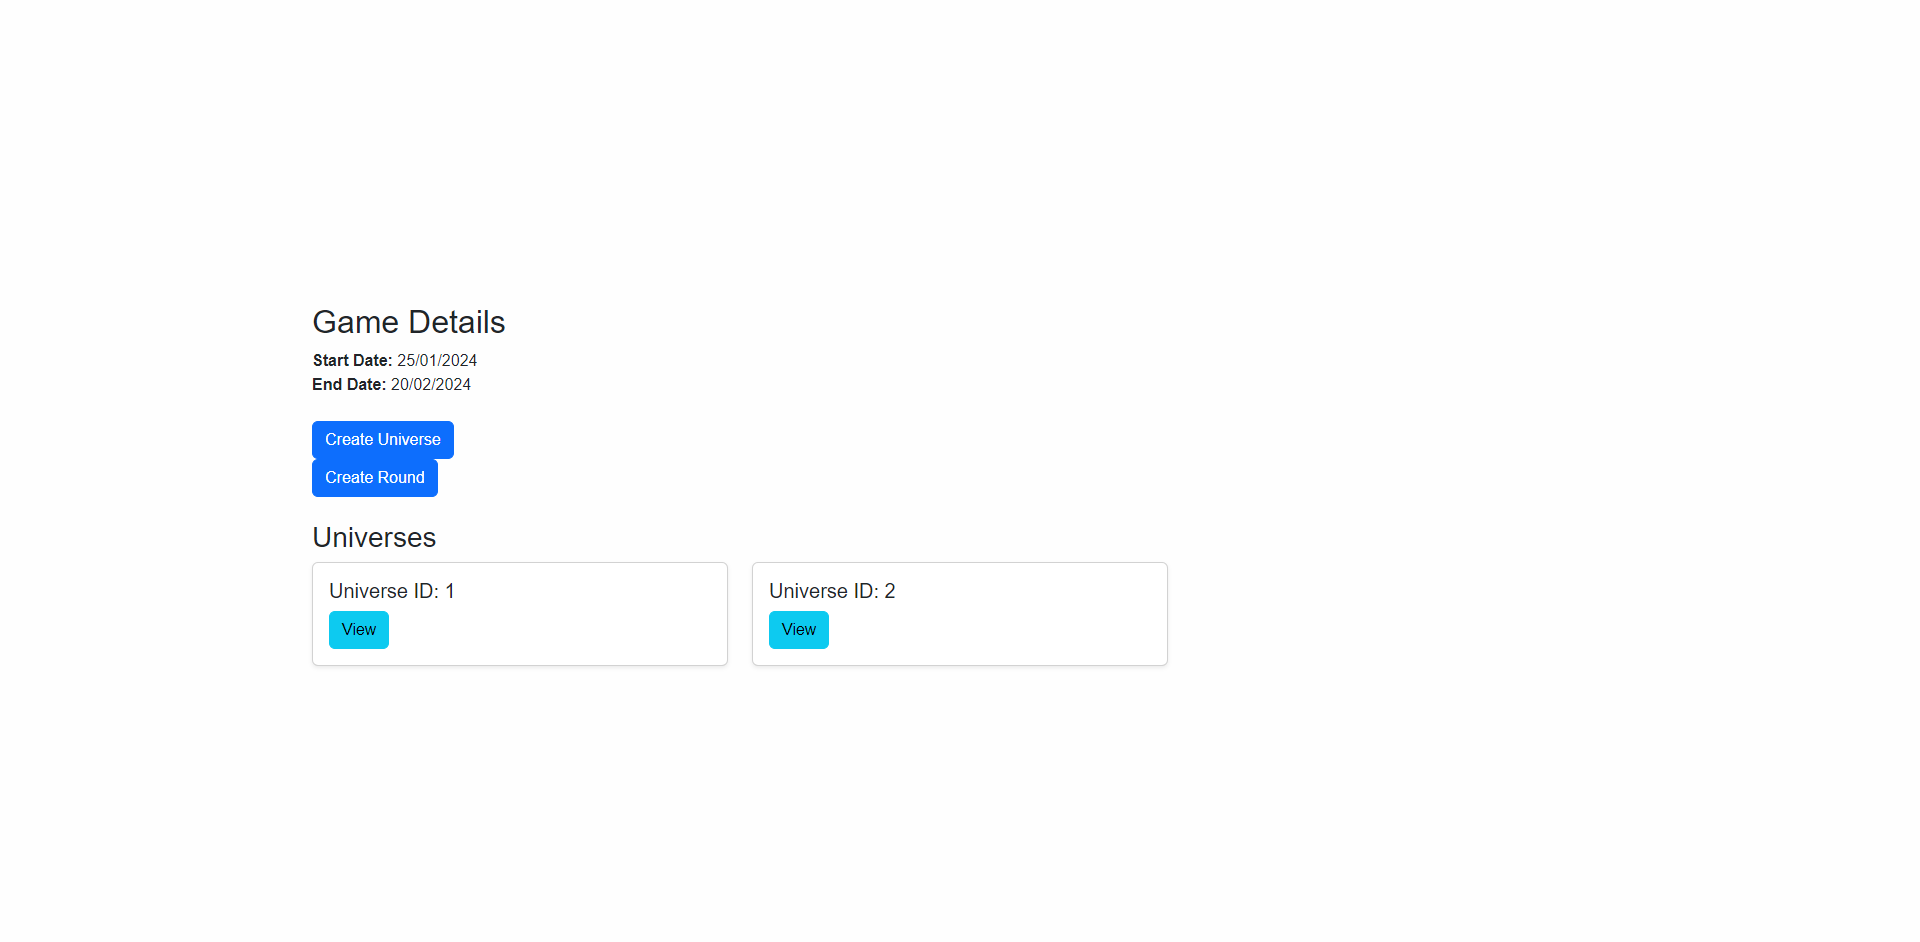 Game Details
Start Date: 25/01/2024
End Date: 20/02/2024
Create Universe
Create Round
Universes
Universe ID: 1
View
Universe ID: 2
View